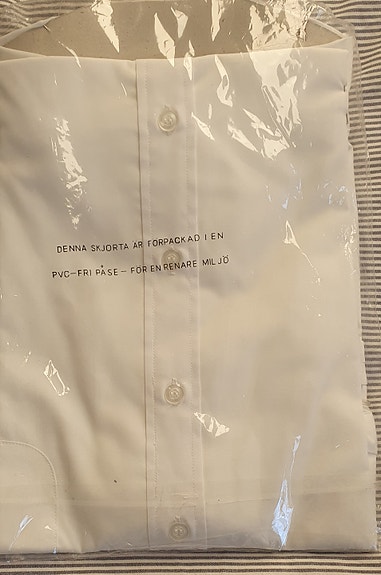 DENNA SKJORTA ÄR FÖRPACKAD I EN
PVC-FRI PÅSE - FÖR EN RENARE MILJÖ